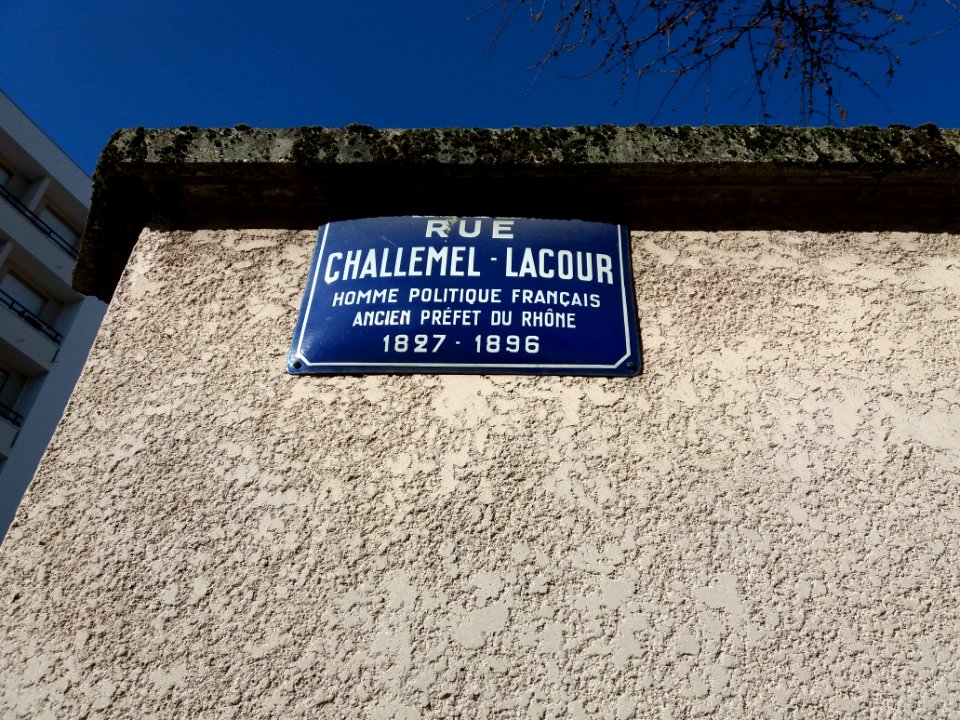 RUE
CHALLEMEL - LACOUR
HOMME POLITIQUE FRANÇAIS
ANCIEN PRÉFET DU RHÔNE
1827 - 1896